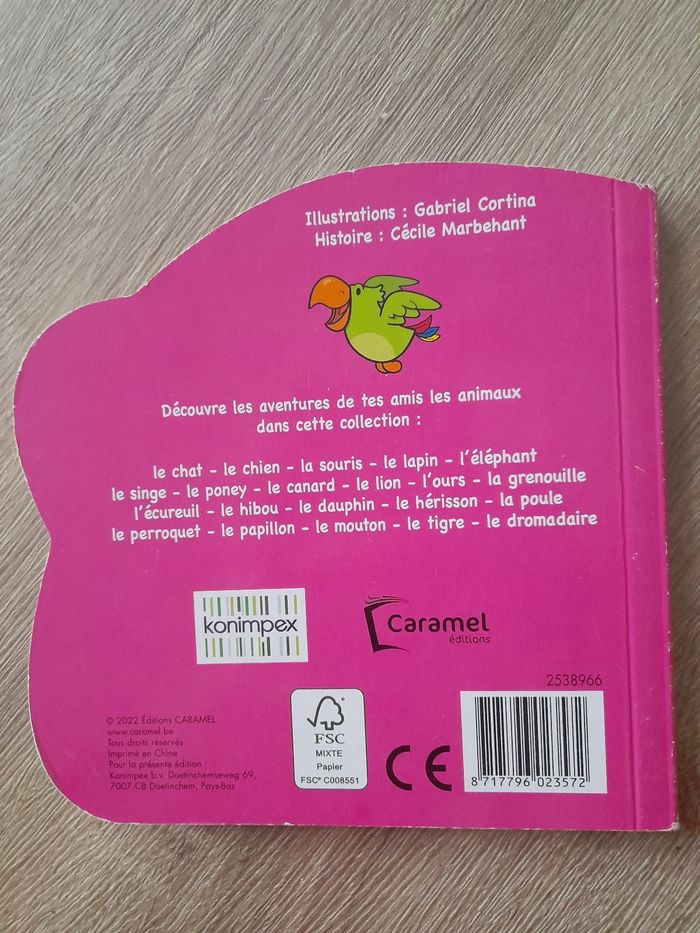 Illustrations : Gabriel Cortina
Histoire : Cécile Marbehant
Découvre les aventures de tes amis les animaux
dans cette collection :
le chat - le chien - la souris - le lapin - l'éléphant
le singe - le poney - le canard - le lion - l'ours - la grenouille
l'écureuil - le hibou - le dauphin - le hérisson - la poule
le perroquet - le papillon - le mouton - le tigre - le dromadaire
konimpex
Caramel
éditions
2538966
© 2022 Éditions CARAMEL
www.caramel.be
Tous droits réservés
Imprimé en Chine
Pour la présente édition :
Konimpex b.v. Doetinchemseweg 69,
7007 CB Doetinchem, Pays-Bas
FSC
MIXTE
Papier
FSC® C008551
CE
8 717796 023572